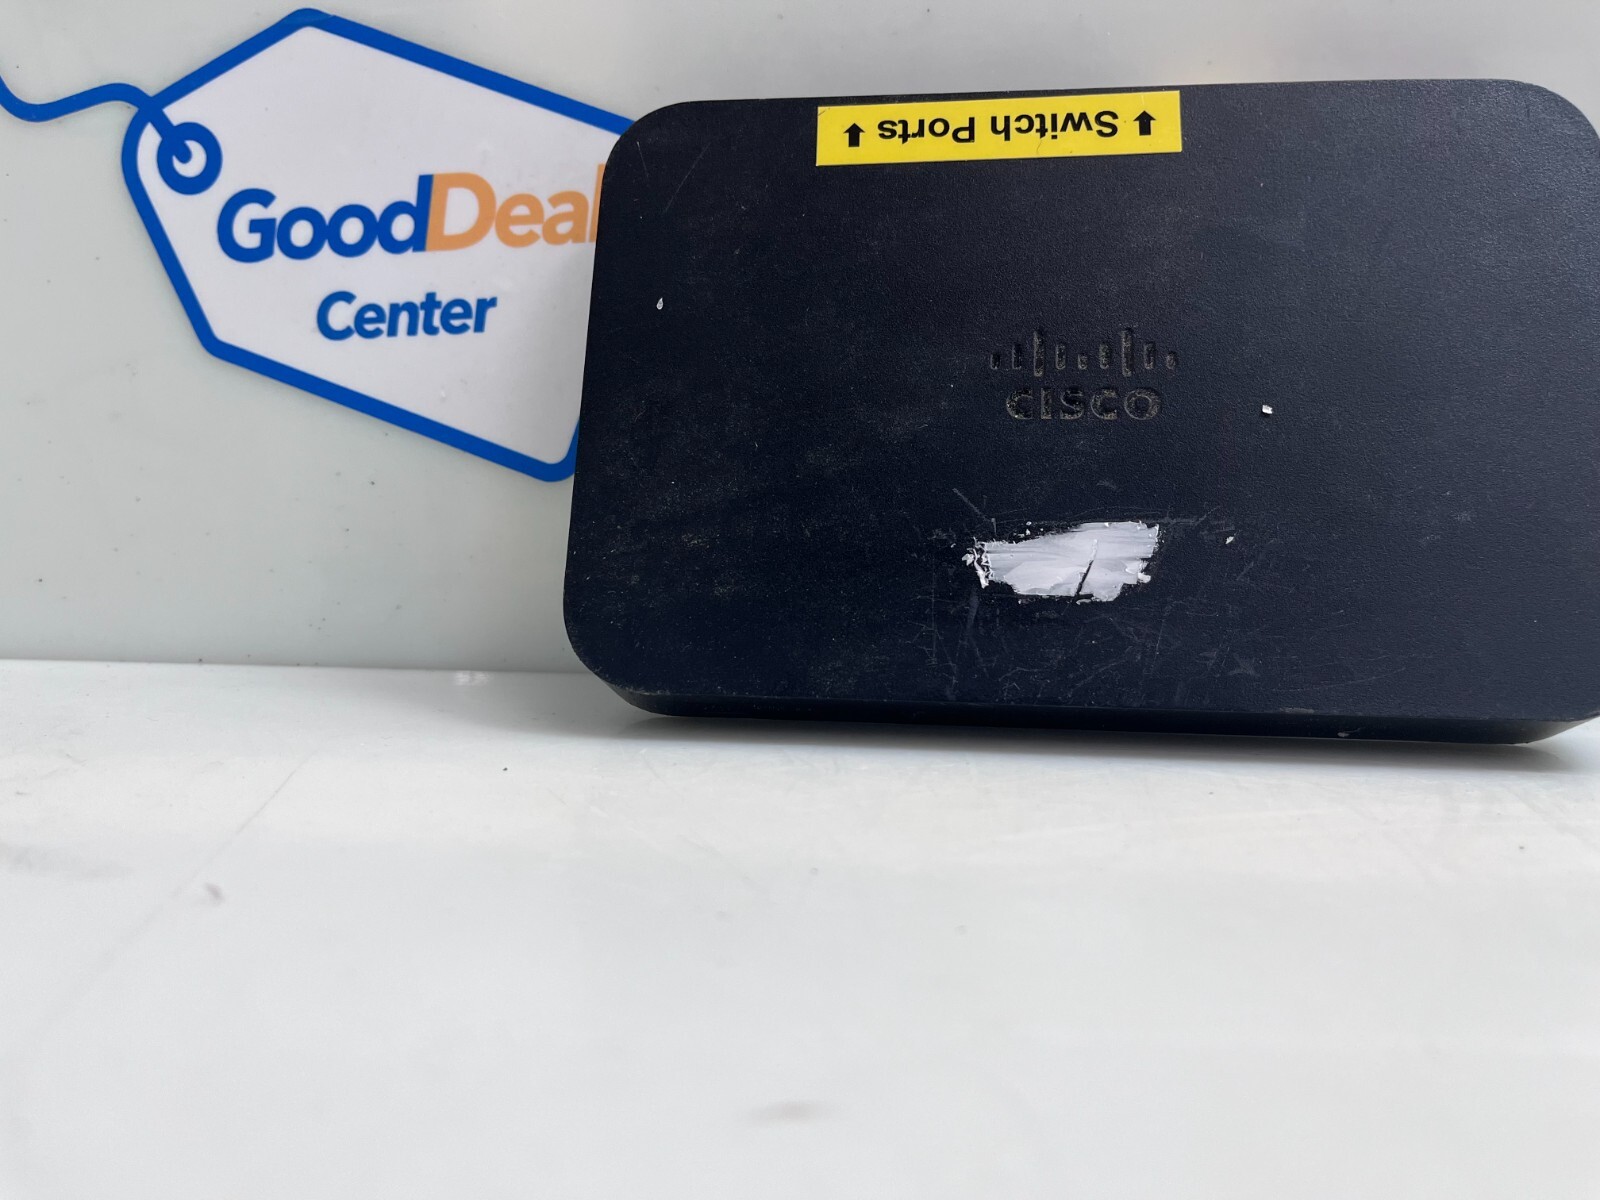 GoodDeal
Center
⬇ Switch Ports ⬇
CISCO